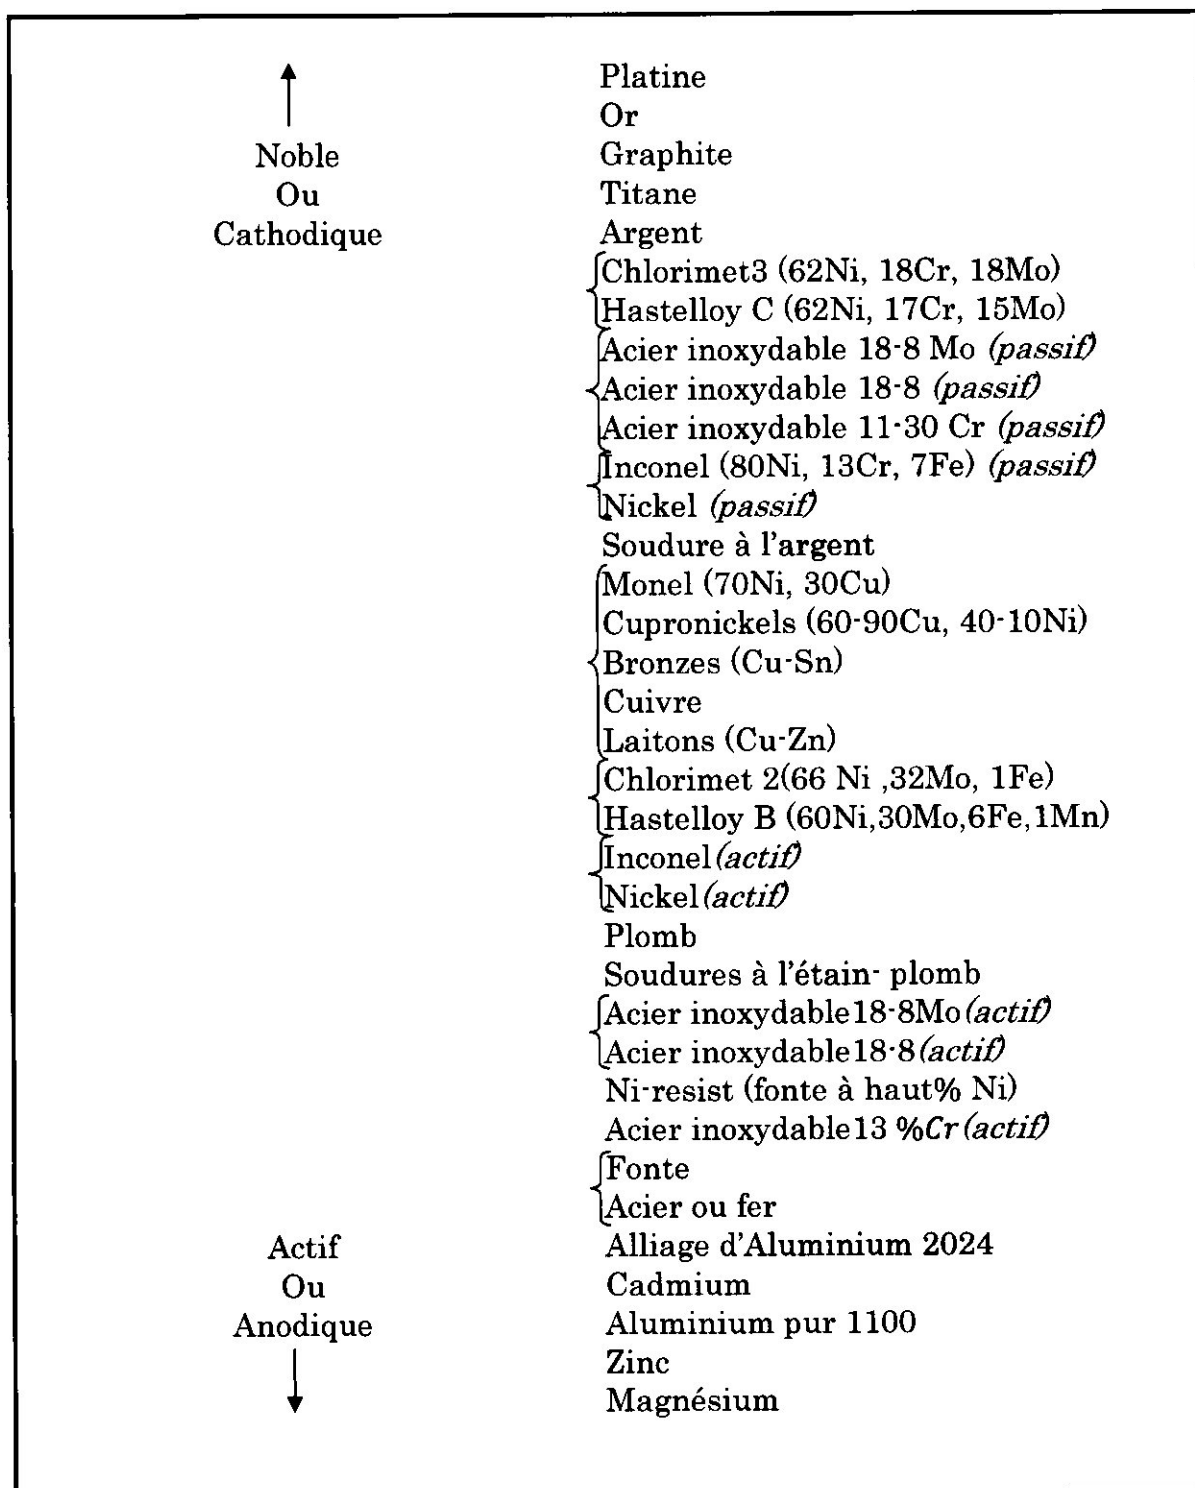 Platine
Or
Noble
Graphite
Ou
Titane
Cathodique
Argent
Chlorimet3 (62Ni, 18Cr, 18Mo)
Hastelloy C (62Ni, 17Cr, 15Mo)
Acier inoxydable 18-8 Mo (passif)
Acier inoxydable 18-8 (passif)
Acier inoxydable 11-30 Cr (passif)
Inconel (80Ni, 13Cr, 7Fe) (passif)
Nickel (passif)
Soudure à l'argent
Monel (70Ni, 30Cu)
Cupronickels (60-90Cu, 40-10Ni)
Bronzes (Cu-Sn)
Cuivre
Laitons (Cu-Zn)
Chlorimet 2(66 Ni ,32Mo, 1Fe)
Hastelloy B (60Ni,30Mo,6Fe,1Mn)
Inconel(actif)
Nickel(actif)
Plomb
Soudures à l'étain- plomb
Acier inoxydable18-8Mo(actif)
Acier inoxydable18-8(actif)
Ni-resist (fonte à haut% Ni)
Acier inoxydable13 %Cr(actif)
Fonte
Acier ou fer
Actif
Alliage d'Aluminium 2024
Ou
Cadmium
Anodique
Aluminium pur 1100
Zinc
Magnésium